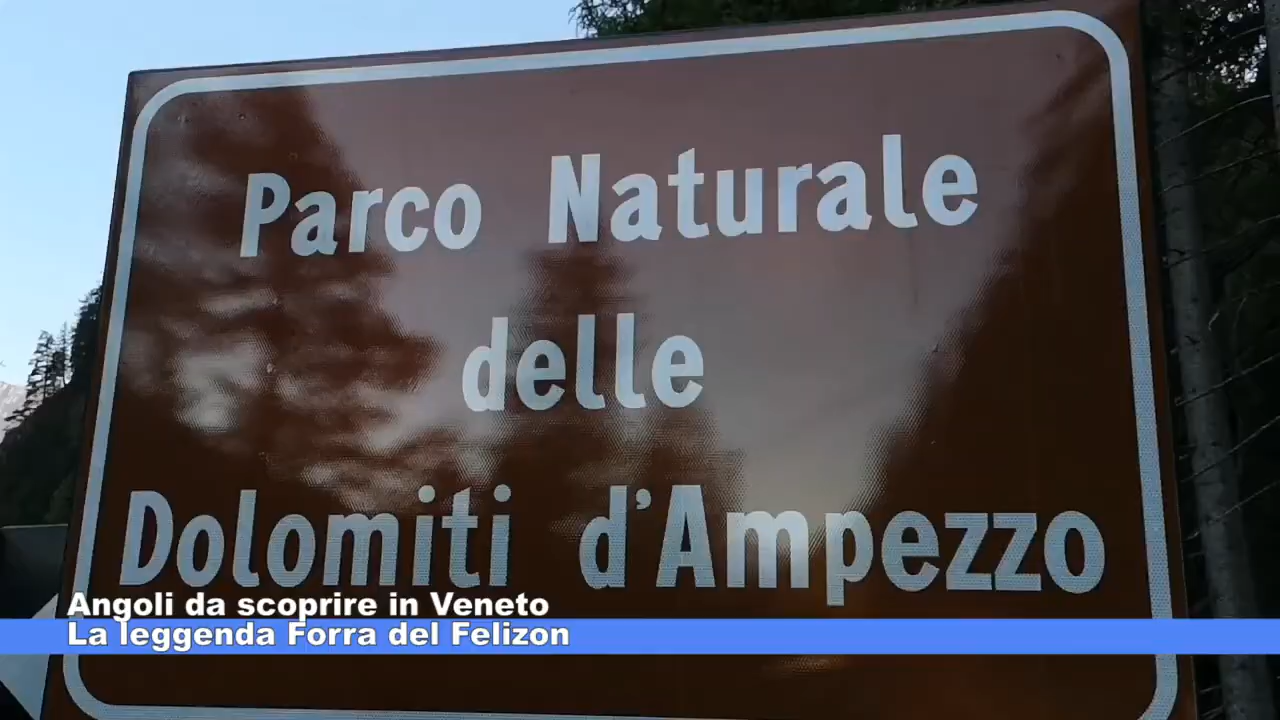 Parco Naturale
delle
Dolomiti d'Ampezzo
Angoli da scoprire in Veneto
La leggenda Forra del Felizon